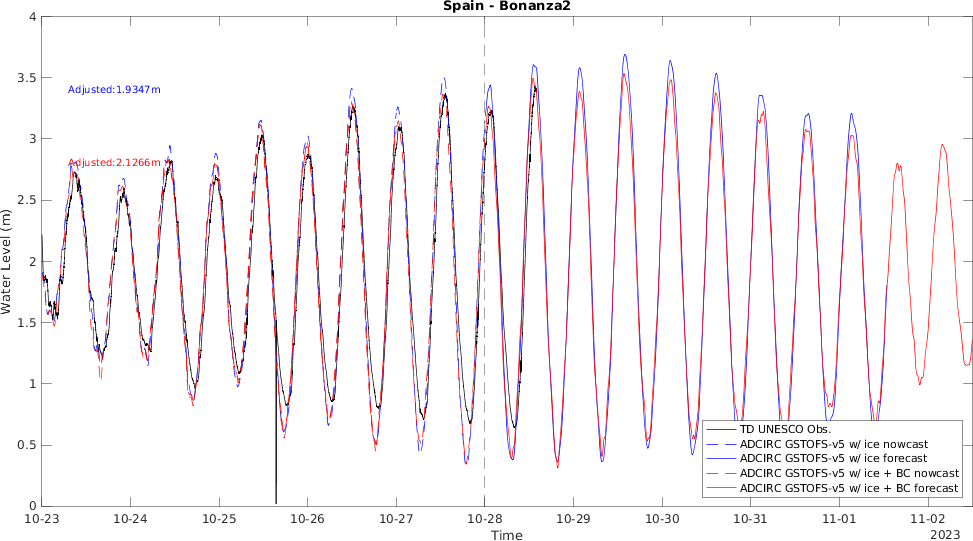 Spain - Bonanza2
4
3.5
3
2.5
2
1.5
1
0.5
0
Water Level (m)
Adjusted:1.9347m
Adjusted:2.1266m
TD UNESCO Obs.
ADCIRC GSTOFS-v5 w/ ice nowcast
ADCIRC GSTOFS-v5 w/ ice forecast
ADCIRC GSTOFS-v5 w/ ice + BC nowcast
ADCIRC GSTOFS-v5 w/ ice + BC forecast
10-23 10-24 10-25 10-26 10-27 10-28 10-29 10-30 10-31 11-01 11-02
Time
2023